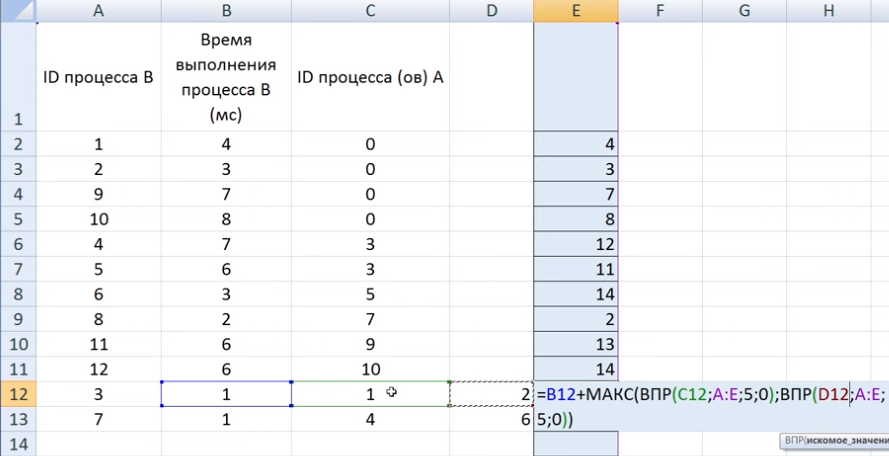 A B C D E F G H
1 ID процесса B Время выполнения процесса B (мс) ID процесса (ов) A
2 1 4 0 4
3 2 3 0 3
4 9 7 0 7
5 10 8 0 8
6 4 7 3 12
7 5 6 3 11
8 6 3 5 14
9 8 2 7 2
10 11 6 9 13
11 12 6 10 14
12 3 1 1 2 =B12+МАКС(ВПР(C12;A:E;5;0);ВПР(D12;A:E;
13 7 1 4 6 5;0))
14 ВПР(искомое_значени